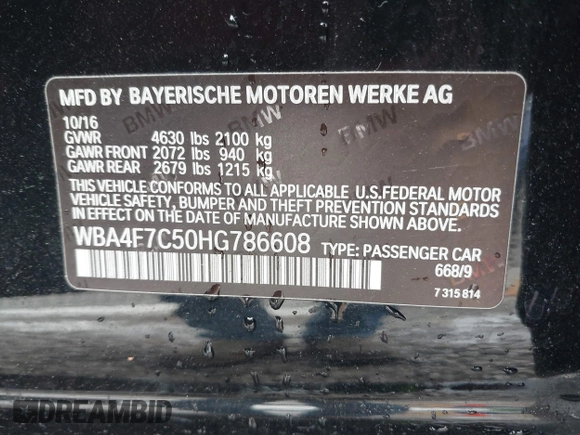 MFD BY BAYERISCHE MOTOREN WERKE AG
10/16
GVWR 4630 lbs 2100 kg
GAWR FRONT 2072 lbs 940 kg
GAWR REAR 2679 lbs 1215 kg
THIS VEHICLE CONFORMS TO ALL APPLICABLE U.S.FEDERAL MOTOR
VEHICLE SAFETY, BUMPER AND THEFT PREVENTION STANDARDS
IN EFFECT ON THE DATE OF MANUFACTURE SHOWN ABOVE.
WBA4F7C50HG786608 TYPE: PASSENGER CAR
668/9
7 315 814
DREAMBID